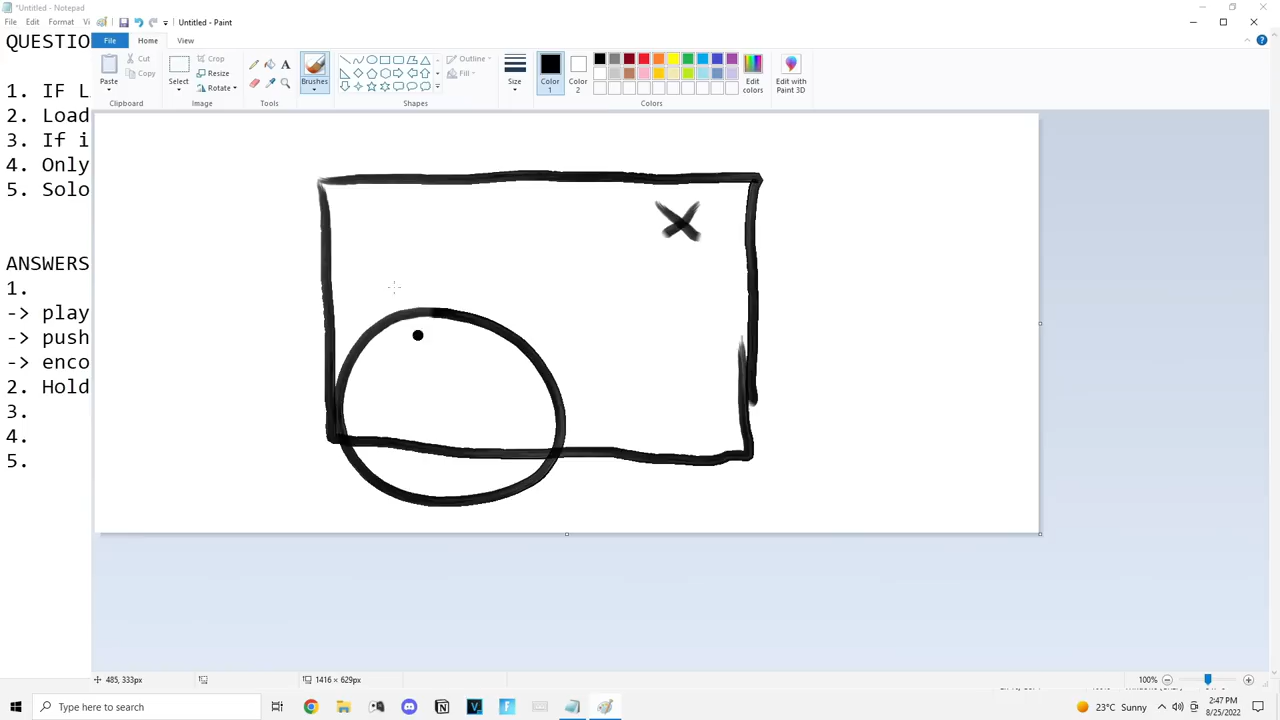 *Untitled - Notepad
File Edit Format
Untitled - Paint
File Home View
Cut
Copy
Paste
Clipboard
Select
Crop
Resize
Rotate
Image
Tools
Brushes
Outline
Fill
Shapes
Size
Color 1
Color 2
Edit colors
Edit with Paint 3D
Colors
QUESTIO
1. IF L
2. Load
3. If i
4. Only
5. Solo
ANSWERS
1.
-> play
-> push
-> enco
2. Hold
3.
4.
5.
485, 333px
1416 × 629px
100%
Type here to search
23°C Sunny
2:47 PM
8/25/2022